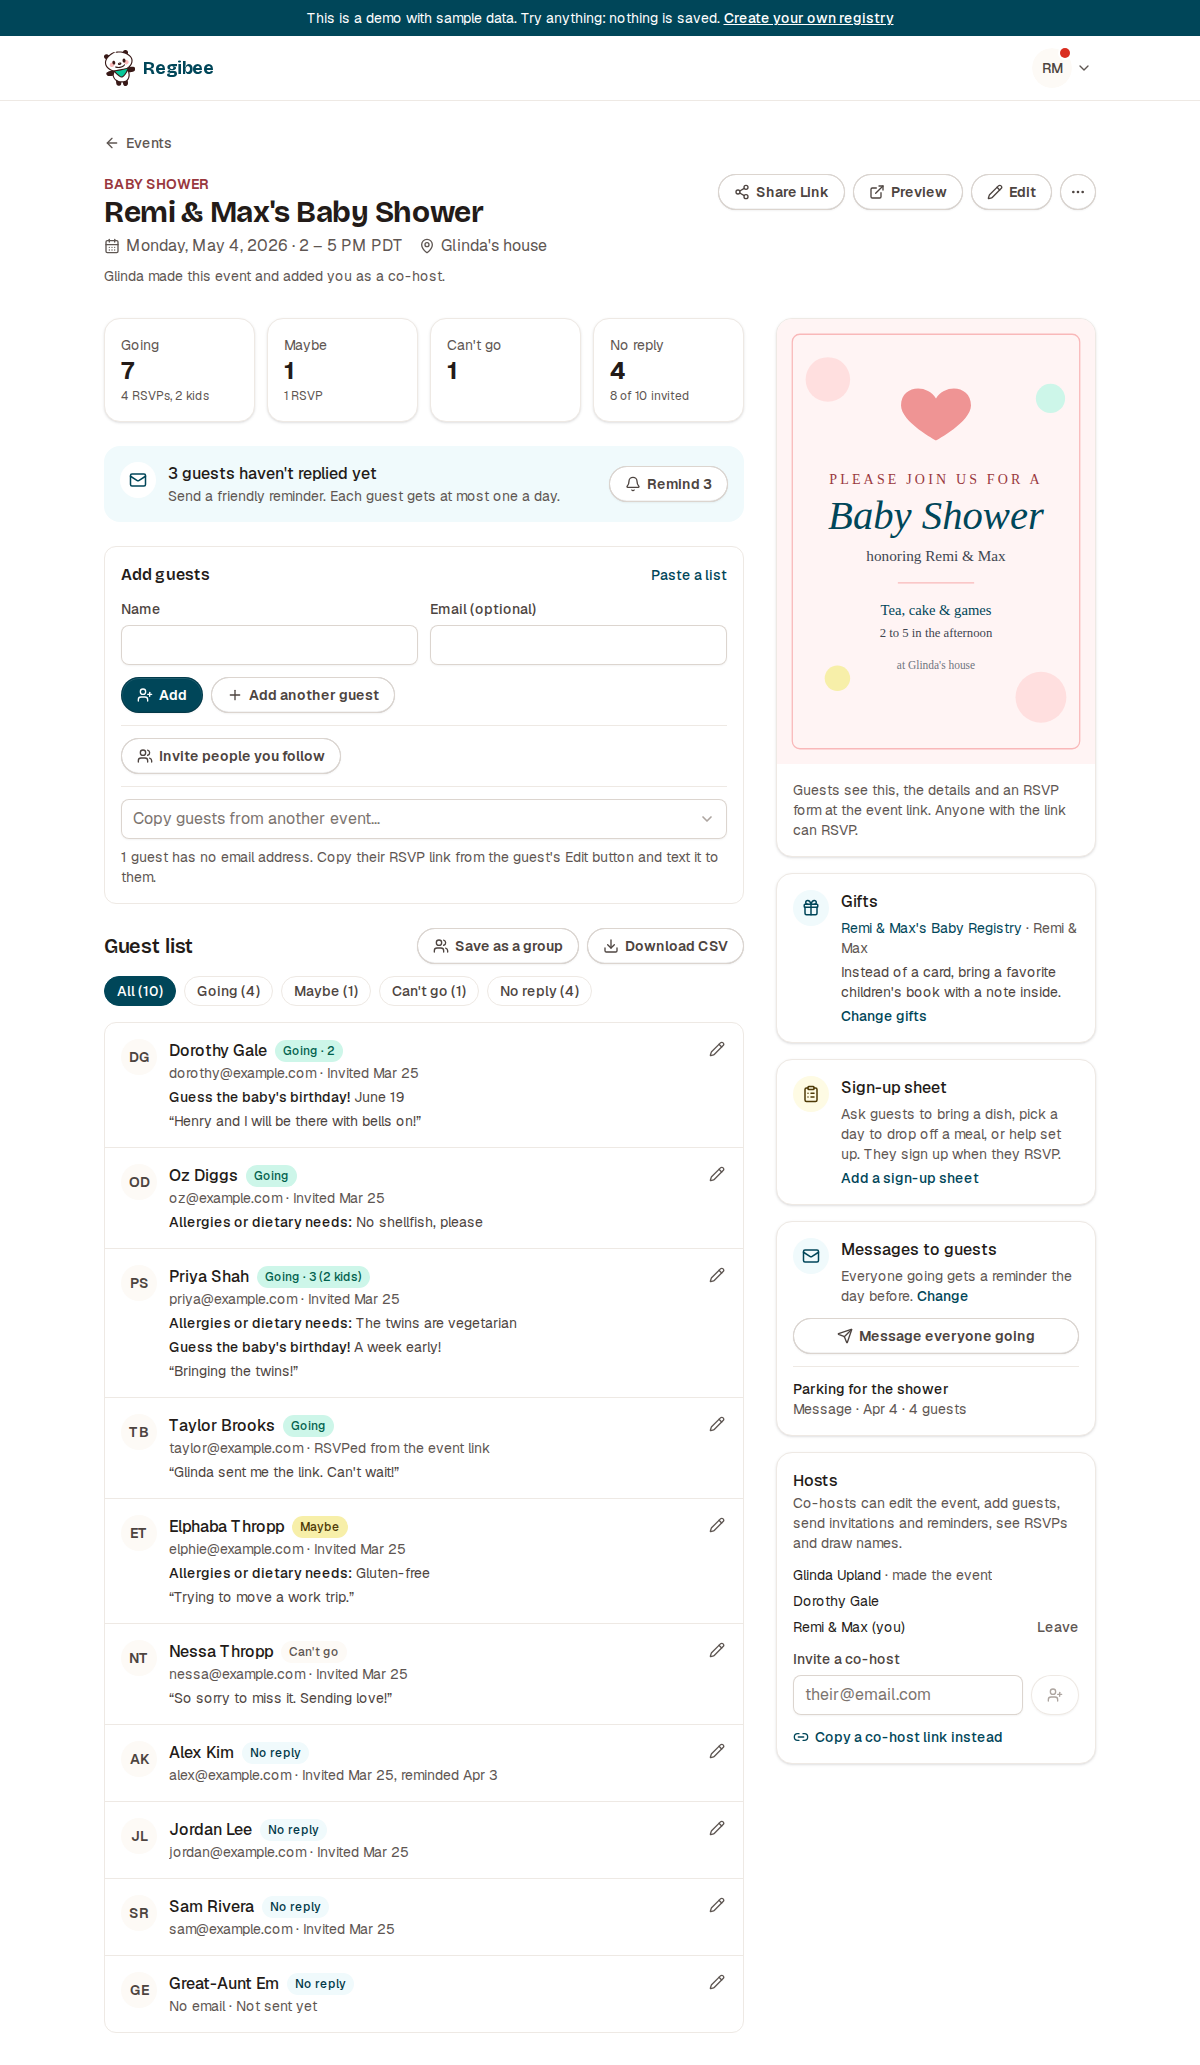 This is a demo with sample data. Try anything: nothing is saved. Create your own registry
Regibee
RM
Events
BABY SHOWER
Remi & Max's Baby Shower
Monday, May 4, 2026 · 2 – 5 PM PDT
Glinda's house
Glinda made this event and added you as a co-host.
Share Link
Preview
Edit
Going
7
4 RSVPs, 2 kids
Maybe
1
1 RSVP
Can't go
1
No reply
4
8 of 10 invited
3 guests haven't replied yet
Send a friendly reminder. Each guest gets at most one a day.
Remind 3
Add guests
Paste a list
Name
Email (optional)
Add
Add another guest
Invite people you follow
Copy guests from another event...
1 guest has no email address. Copy their RSVP link from the guest's Edit button and text it to
them.
Guest list
Save as a group
Download CSV
All (10)
Going (4)
Maybe (1)
Can't go (1)
No reply (4)
DG
Dorothy Gale
Going · 2
dorothy@example.com · Invited Mar 25
Guess the baby's birthday! June 19
“Henry and I will be there with bells on!”
OD
Oz Diggs
Going
oz@example.com · Invited Mar 25
Allergies or dietary needs: No shellfish, please
PS
Priya Shah
Going · 3 (2 kids)
priya@example.com · Invited Mar 25
Allergies or dietary needs: The twins are vegetarian
Guess the baby's birthday! A week early!
“Bringing the twins!”
TB
Taylor Brooks
Going
taylor@example.com · RSVPed from the event link
“Glinda sent me the link. Can't wait!”
ET
Elphaba Thropp
Maybe
elphie@example.com · Invited Mar 25
Allergies or dietary needs: Gluten-free
“Trying to move a work trip.”
NT
Nessa Thropp
Can't go
nessa@example.com · Invited Mar 25
“So sorry to miss it. Sending love!”
AK
Alex Kim
No reply
alex@example.com · Invited Mar 25, reminded Apr 3
JL
Jordan Lee
No reply
jordan@example.com · Invited Mar 25
SR
Sam Rivera
No reply
sam@example.com · Invited Mar 25
GE
Great-Aunt Em
No reply
No email · Not sent yet
PLEASE JOIN US FOR A
Baby Shower
honoring Remi & Max
Tea, cake & games
2 to 5 in the afternoon
at Glinda's house
Guests see this, the details and an RSVP
form at the event link. Anyone with the link
can RSVP.
Gifts
Remi & Max's Baby Registry · Remi &
Max
Instead of a card, bring a favorite
children's book with a note inside.
Change gifts
Sign-up sheet
Ask guests to bring a dish, pick a
day to drop off a meal, or help set
up. They sign up when they RSVP.
Add a sign-up sheet
Messages to guests
Everyone going gets a reminder the
day before. Change
Message everyone going
Parking for the shower
Message · Apr 4 · 4 guests
Hosts
Co-hosts can edit the event, add guests,
send invitations and reminders, see RSVPs
and draw names.
Glinda Upland · made the event
Dorothy Gale
Remi & Max (you)
Leave
Invite a co-host
their@email.com
Copy a co-host link instead